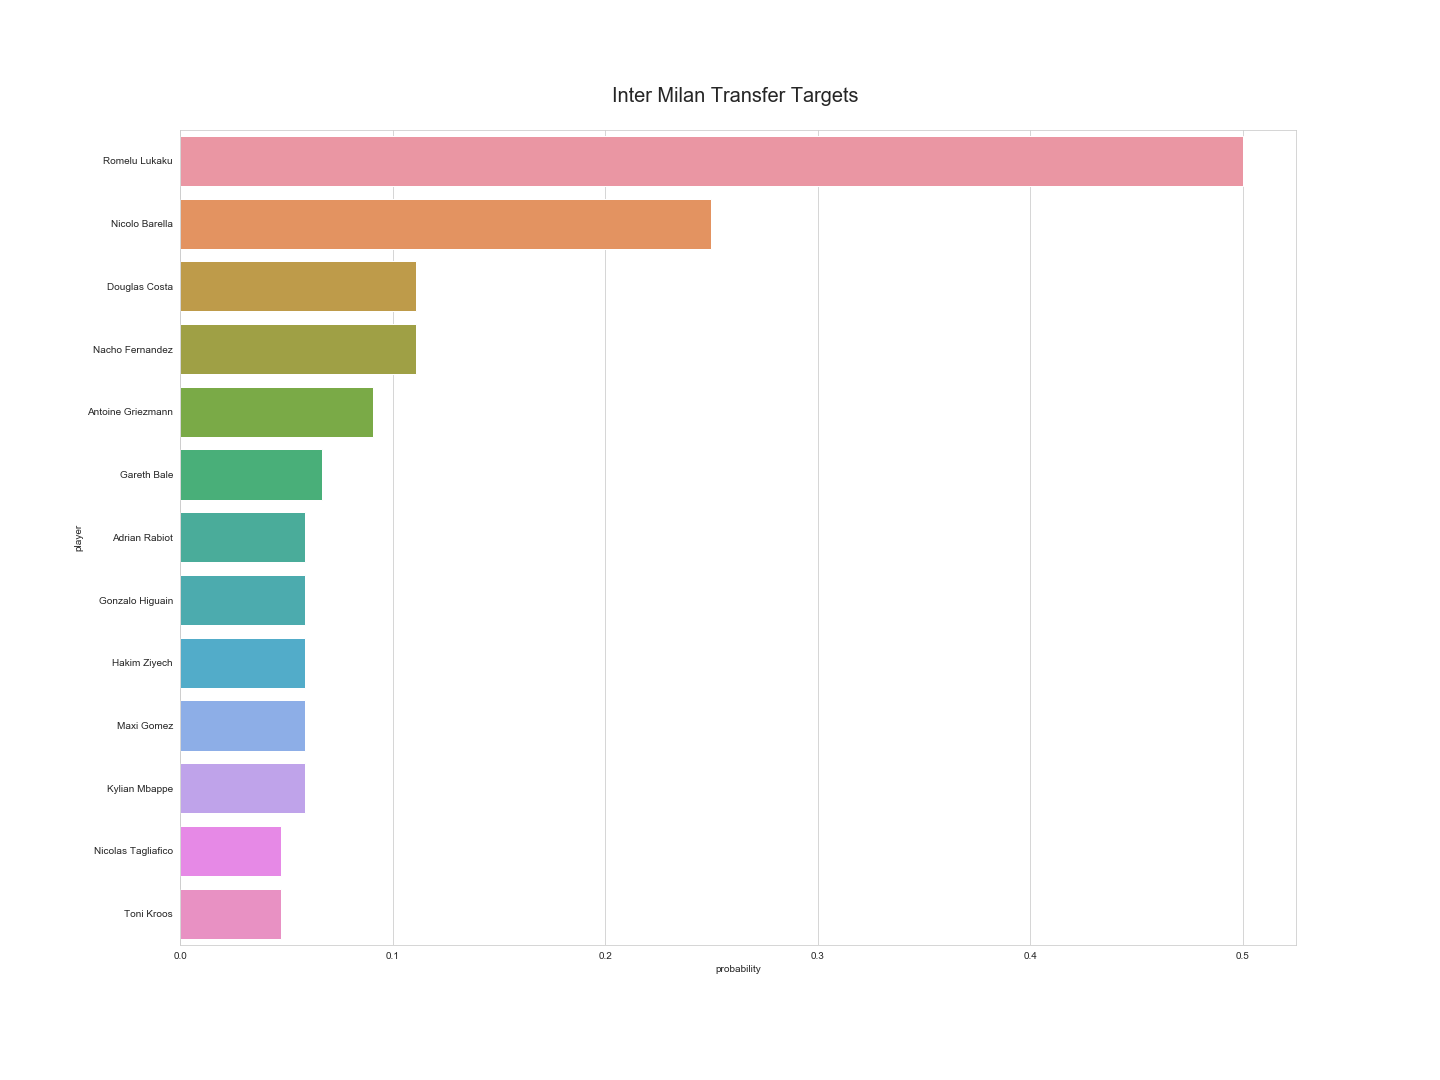 Inter Milan Transfer Targets
Romelu Lukaku
Nicolo Barella
Douglas Costa
Nacho Fernandez
Antoine Griezmann
Gareth Bale
Adrian Rabiot
Gonzalo Higuain
Hakim Ziyech
Maxi Gomez
Kylian Mbappe
Nicolas Tagliafico
Toni Kroos
player
0.0 0.1 0.2 0.3 0.4 0.5
probability